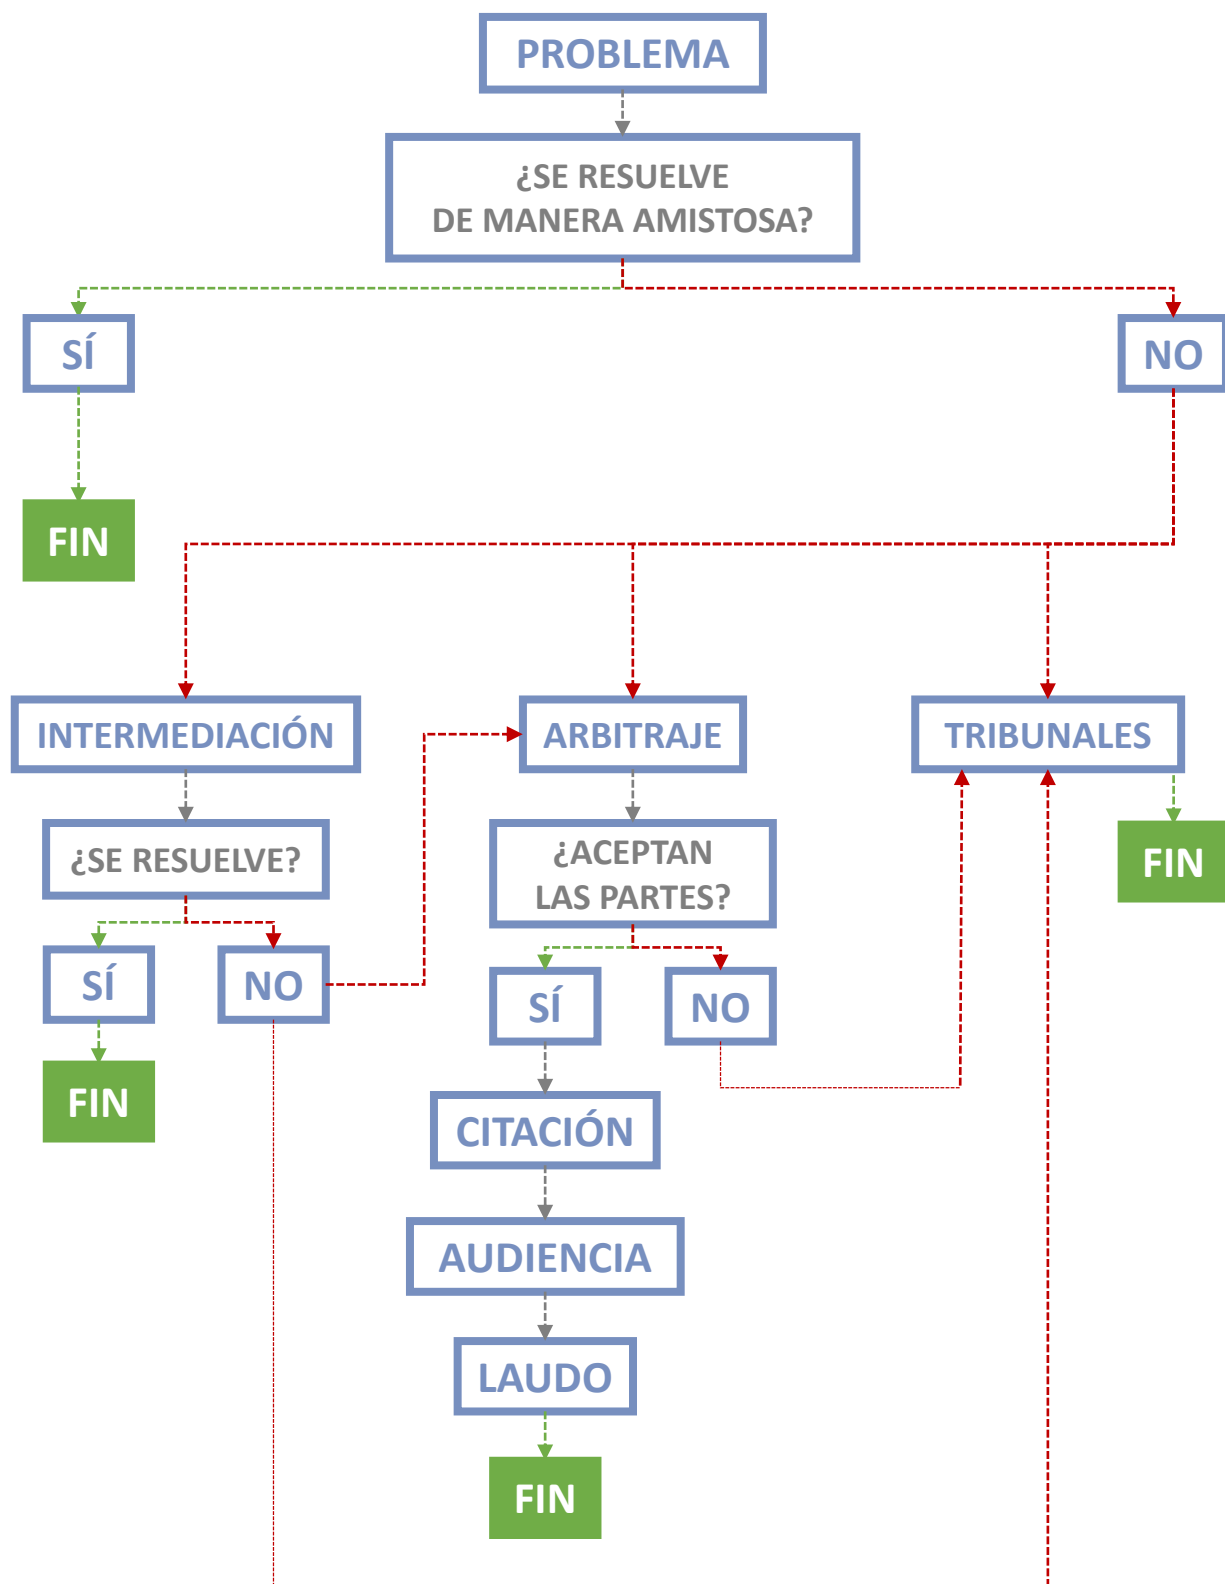 PROBLEMA
¿SE RESUELVE
DE MANERA AMISTOSA?
SÍ
NO
FIN
INTERMEDIACIÓN
ARBITRAJE
TRIBUNALES
¿SE RESUELVE?
¿ACEPTAN
LAS PARTES?
FIN
SÍ
NO
SÍ
NO
FIN
CITACIÓN
AUDIENCIA
LAUDO
FIN